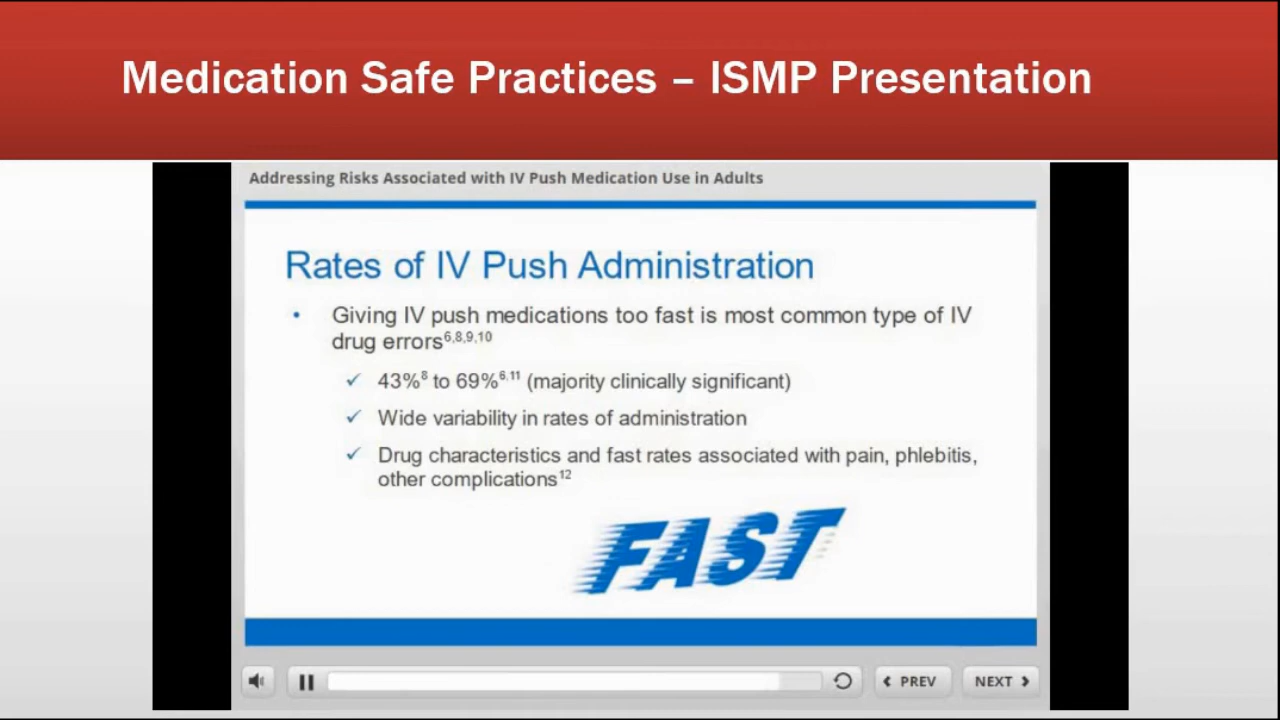 Medication Safe Practices – ISMP Presentation
Addressing Risks Associated with IV Push Medication Use in Adults
Rates of IV Push Administration
• Giving IV push medications too fast is most common type of IV
drug errors6,8,9,10
✓ 43%8 to 69%6,11 (majority clinically significant)
✓ Wide variability in rates of administration
✓ Drug characteristics and fast rates associated with pain, phlebitis,
other complications12
FAST
PREV
NEXT